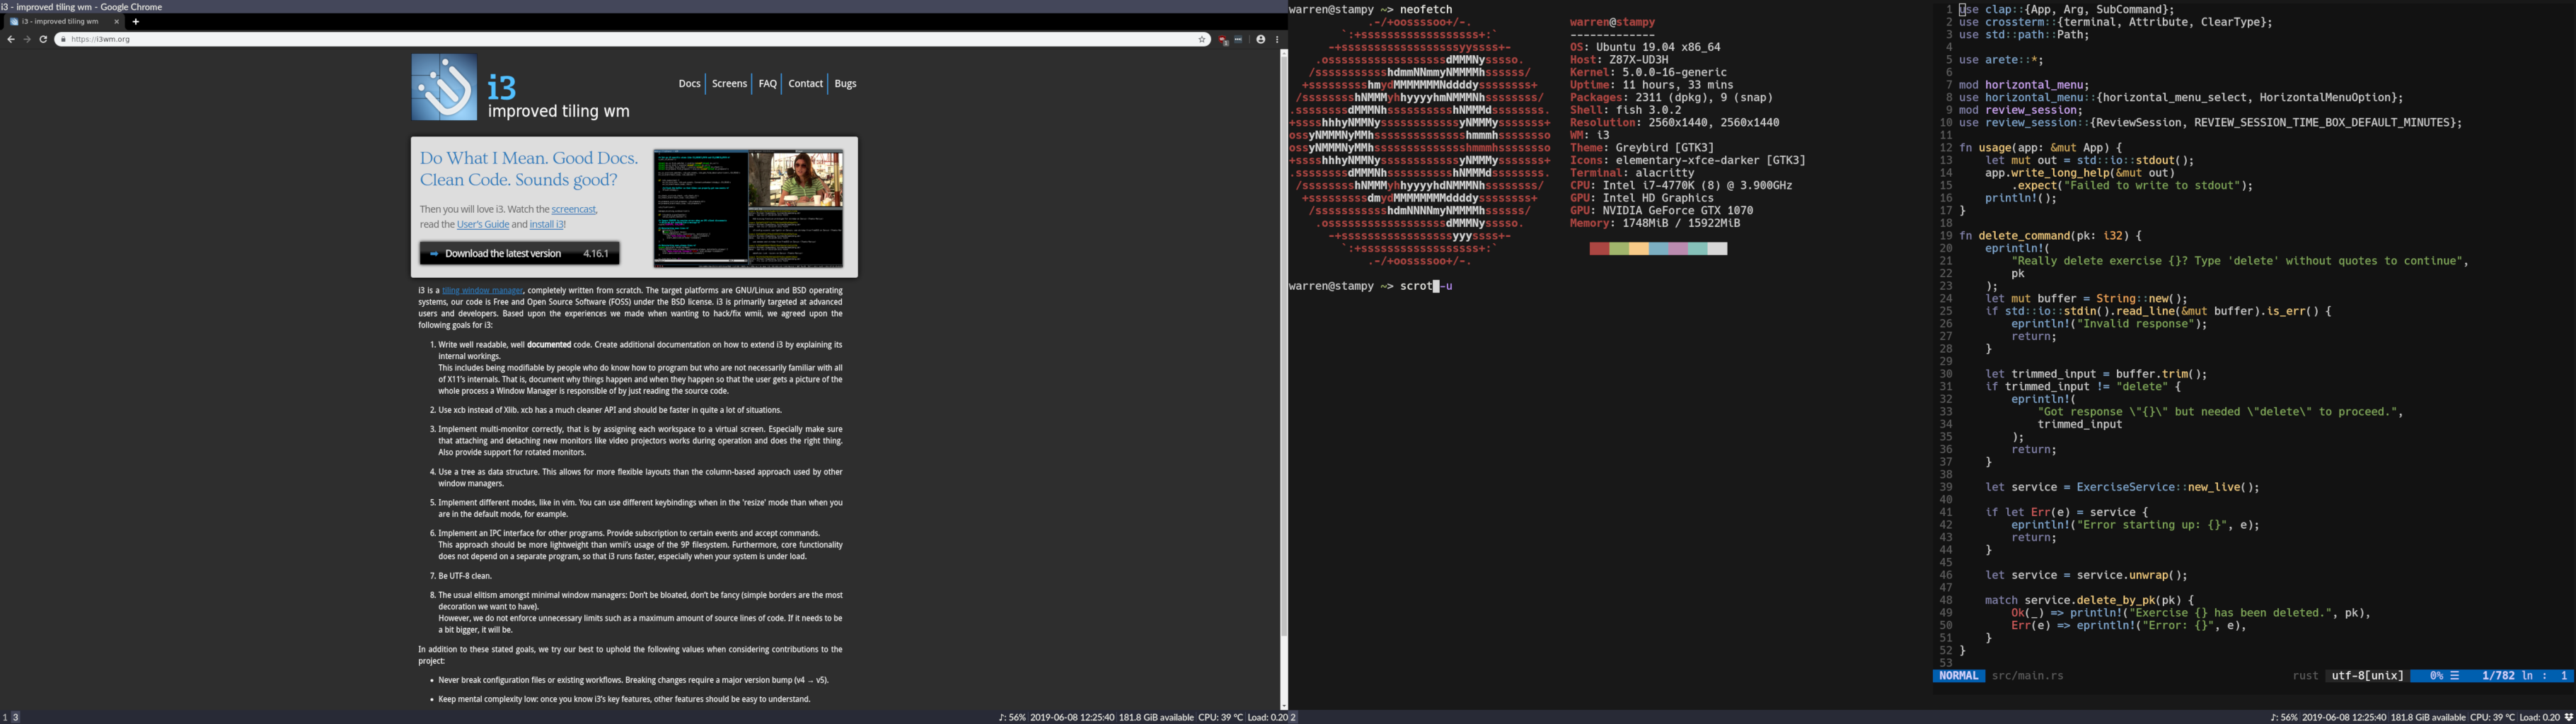 i3 - improved tiling wm - Google Chrome
i3 - improved tiling wm
https://i3wm.org
i3
improved tiling wm
Docs Screens FAQ Contact Bugs
Do What I Mean. Good Docs.
Clean Code. Sounds good?
Then you will love i3. Watch the screencast,
read the User's Guide and install i3!
Download the latest version 4.16.1
i3 is a tiling window manager, completely written from scratch. The target platforms are GNU/Linux and BSD operating
systems, our code is Free and Open Source Software (FOSS) under the BSD license. i3 is primarily targeted at advanced
users and developers. Based upon the experiences we made when wanting to hack/fix wmii, we agreed upon the
following goals for i3:
1. Write well readable, well documented code. Create additional documentation on how to extend i3 by explaining its
internal workings.
This includes being modifiable by people who do know how to program but who are not necessarily familiar with all
of X11's internals. That is, document why things happen and when they happen so that the user gets a picture of the
whole process a Window Manager is responsible of by just reading the source code.
2. Use xcb instead of Xlib. xcb has a much cleaner API and should be faster in quite a lot of situations.
3. Implement multi-monitor correctly, that is by assigning each workspace to a virtual screen. Especially make sure
that attaching and detaching new monitors like video projectors works during operation and does the right thing.
Also provide support for rotated monitors.
4. Use a tree as data structure. This allows for more flexible layouts than the column-based approach used by other
window managers.
5. Implement different modes, like in vim. You can use different keybindings when in the 'resize' mode than when you
are in the default mode, for example.
6. Implement an IPC interface for other programs. Provide subscription to certain events and accept commands.
This approach should be more lightweight than wmii's usage of the 9P filesystem. Furthermore, core functionality
does not depend on a separate program, so that i3 runs faster, especially when your system is under load.
7. Be UTF-8 clean.
8. The usual elitism amongst minimal window managers: Don't be bloated, don't be fancy (simple borders are the most
decoration we want to have).
However, we do not enforce unnecessary limits such as a maximum amount of source lines of code. If it needs to be
a bit bigger, it will be.
In addition to these stated goals, we try our best to uphold the following values when considering contributions to the
project:
• Never break configuration files or existing workflows. Breaking changes require a major version bump (v4 → v5).
• Keep mental complexity low: once you know i3's key features, other features should be easy to understand.
1 3
♪: 56% 2019-06-08 12:25:40 181.8 GiB available CPU: 39 °C Load: 0.20
warren@stampy ~> neofetch
warren@stampy
-------------
OS: Ubuntu 19.04 x86_64
Host: Z87X-UD3H
Kernel: 5.0.0-16-generic
Uptime: 11 hours, 33 mins
Packages: 2311 (dpkg), 9 (snap)
Shell: fish 3.0.2
Resolution: 2560x1440, 2560x1440
WM: i3
Theme: Greybird [GTK3]
Icons: elementary-xfce-darker [GTK3]
Terminal: alacritty
CPU: Intel i7-4770K (8) @ 3.900GHz
GPU: Intel HD Graphics
GPU: NVIDIA GeForce GTX 1070
Memory: 1748MiB / 15922MiB
warren@stampy ~> scrot -u
1 use clap::{App, Arg, SubCommand};
2 use crossterm::{terminal, Attribute, ClearType};
3 use std::path::Path;
4
5 use arete::*;
6
7 mod horizontal_menu;
8 use horizontal_menu::{horizontal_menu_select, HorizontalMenuOption};
9 mod review_session;
10 use review_session::{ReviewSession, REVIEW_SESSION_TIME_BOX_DEFAULT_MINUTES};
11
12 fn usage(app: &mut App) {
13     let mut out = std::io::stdout();
14     app.write_long_help(&mut out)
15         .expect("Failed to write to stdout");
16     println!();
17 }
18
19 fn delete_command(pk: i32) {
20     eprintln!(
21         "Really delete exercise {}? Type 'delete' without quotes to continue",
22         pk
23     );
24     let mut buffer = String::new();
25     if std::io::stdin().read_line(&mut buffer).is_err() {
26         eprintln!("Invalid response");
27         return;
28     }
29
30     let trimmed_input = buffer.trim();
31     if trimmed_input != "delete" {
32         eprintln!(
33             "Got response \"{}\" but needed \"delete\" to proceed.",
34             trimmed_input
35         );
36         return;
37     }
38
39     let service = ExerciseService::new_live();
40
41     if let Err(e) = service {
42         eprintln!("Error starting up: {}", e);
43         return;
44     }
45
46     let service = service.unwrap();
47
48     match service.delete_by_pk(pk) {
49         Ok(_) => println!("Exercise {} has been deleted.", pk),
50         Err(e) => eprintln!("Error: {}", e),
51     }
52 }
53
NORMAL src/main.rs rust utf-8[unix] 0% ☰ 1/782 ln : 1
2
♪: 56% 2019-06-08 12:25:40 181.8 GiB available CPU: 39 °C Load: 0.20